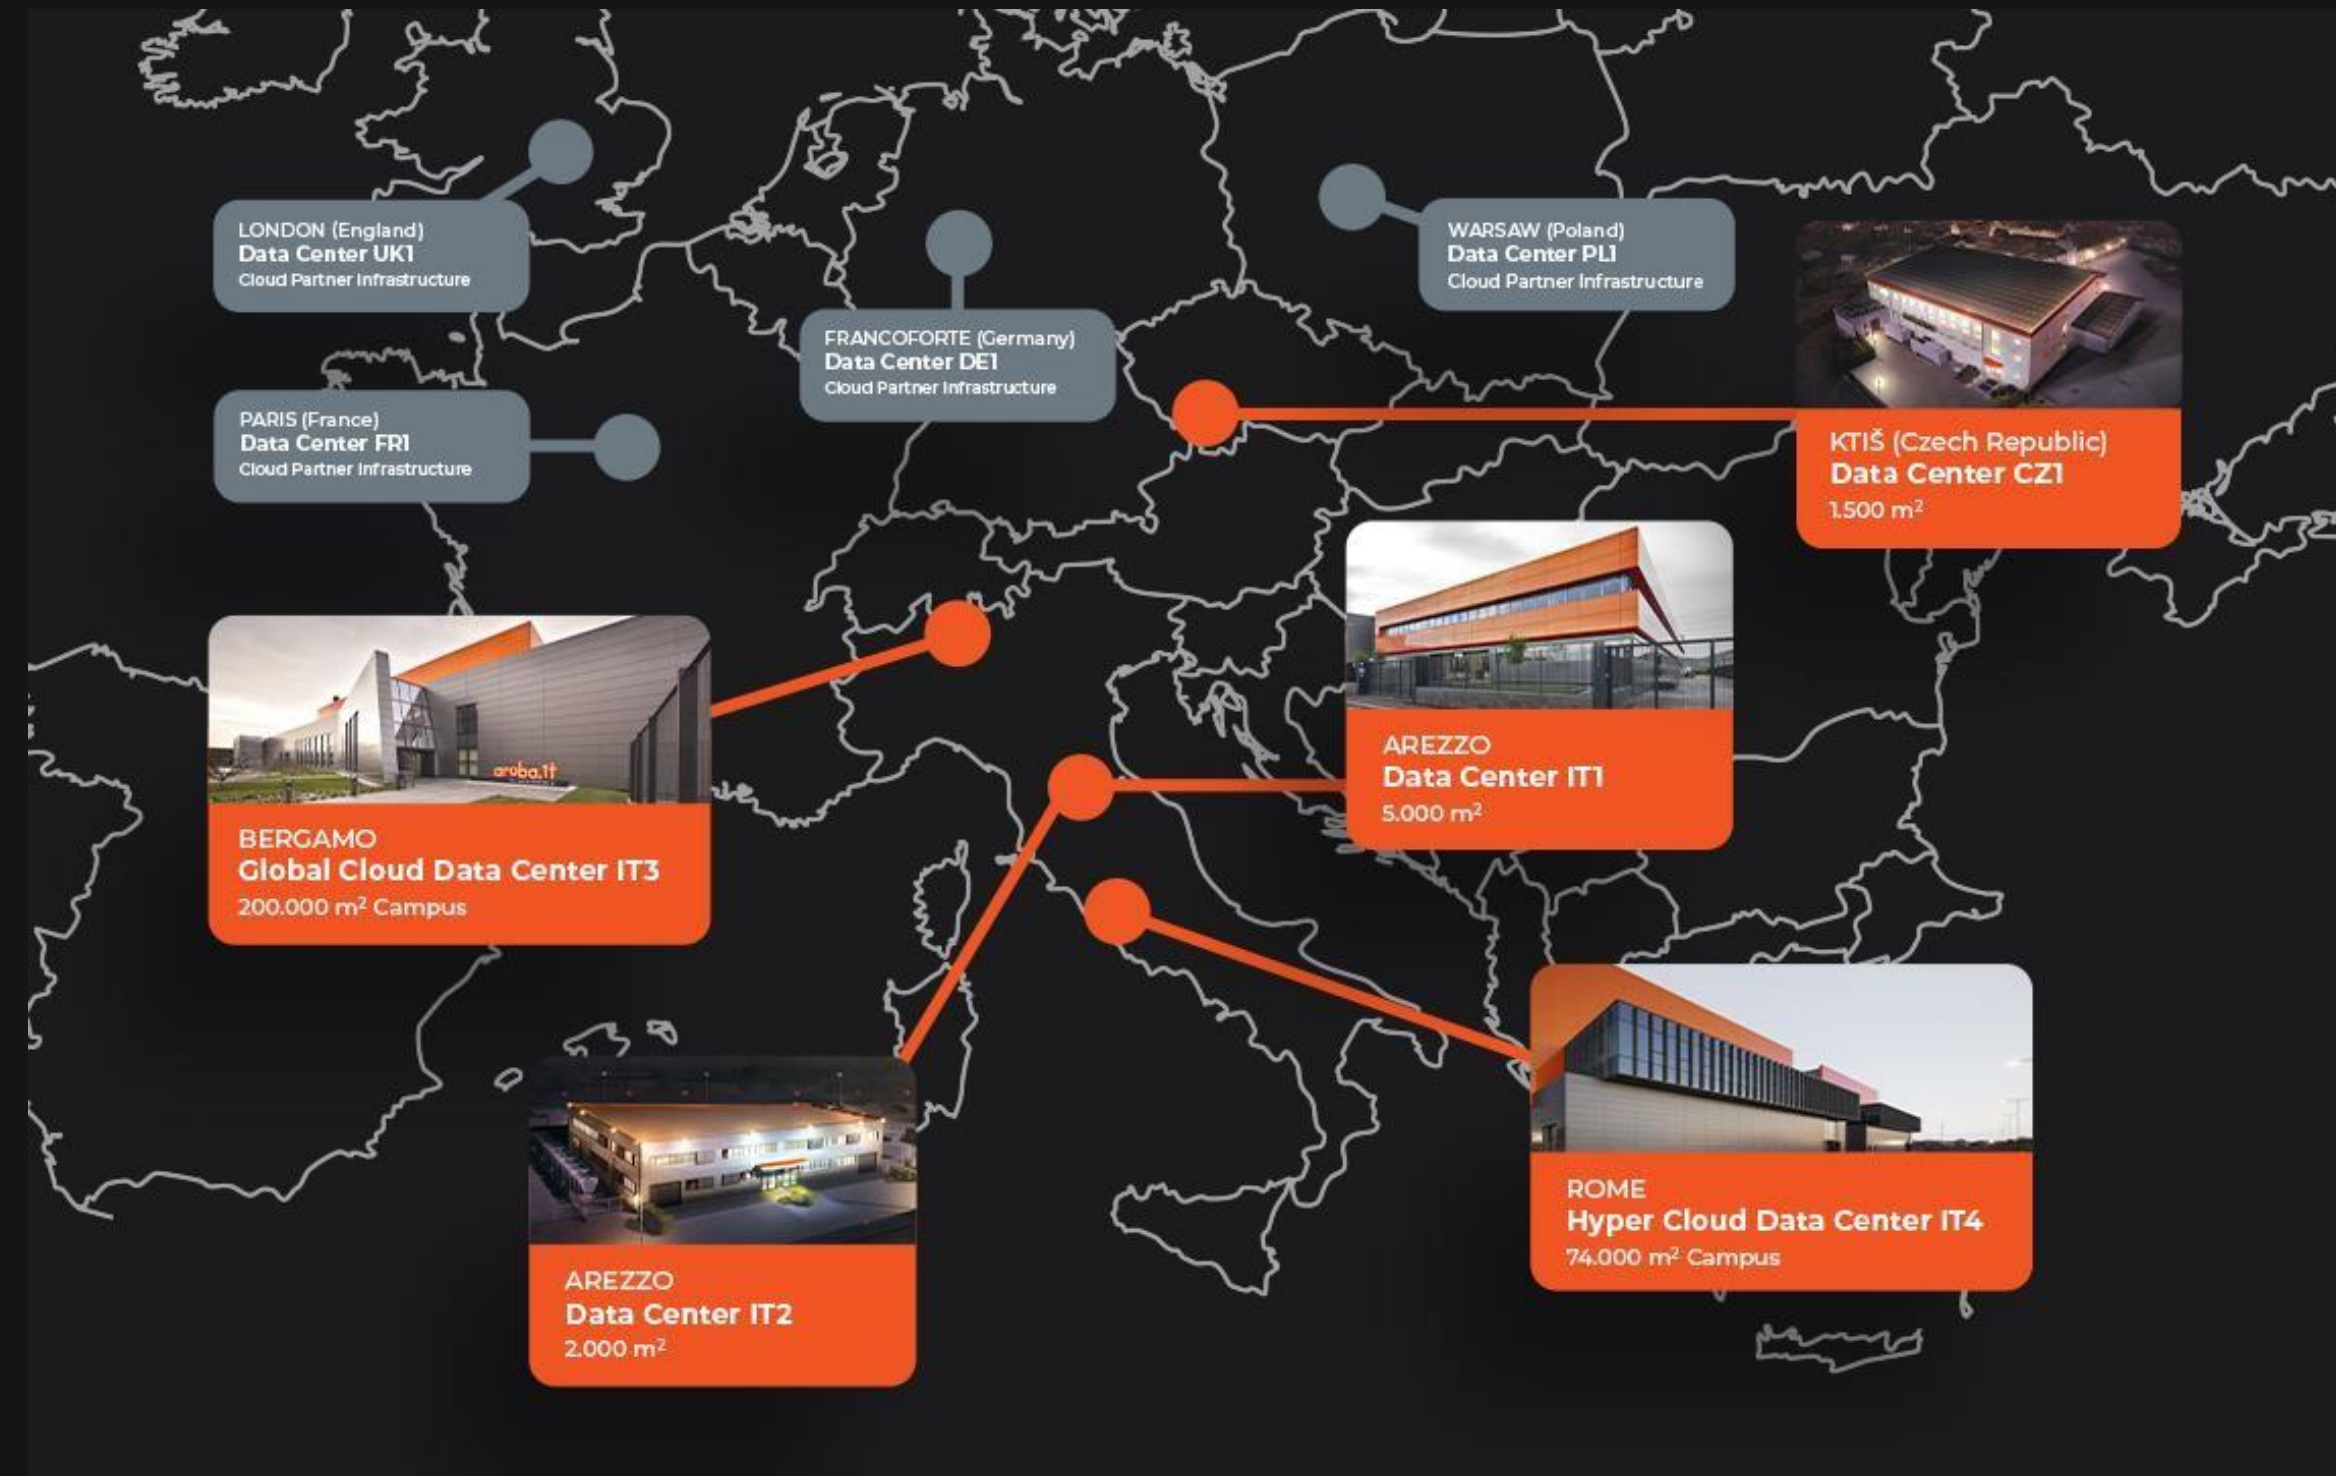 LONDON (England)
Data Center UK1
Cloud Partner Infrastructure
WARSAW (Poland)
Data Center PL1
Cloud Partner Infrastructure
FRANCOFORTE (Germany)
Data Center DE1
Cloud Partner Infrastructure
PARIS (France)
Data Center FR1
Cloud Partner Infrastructure
KTIŠ (Czech Republic)
Data Center CZ1
1.500 m²
AREZZO
Data Center IT1
5.000 m²
aruba.it
BERGAMO
Global Cloud Data Center IT3
200.000 m² Campus
ROME
Hyper Cloud Data Center IT4
74.000 m² Campus
AREZZO
Data Center IT2
2.000 m²